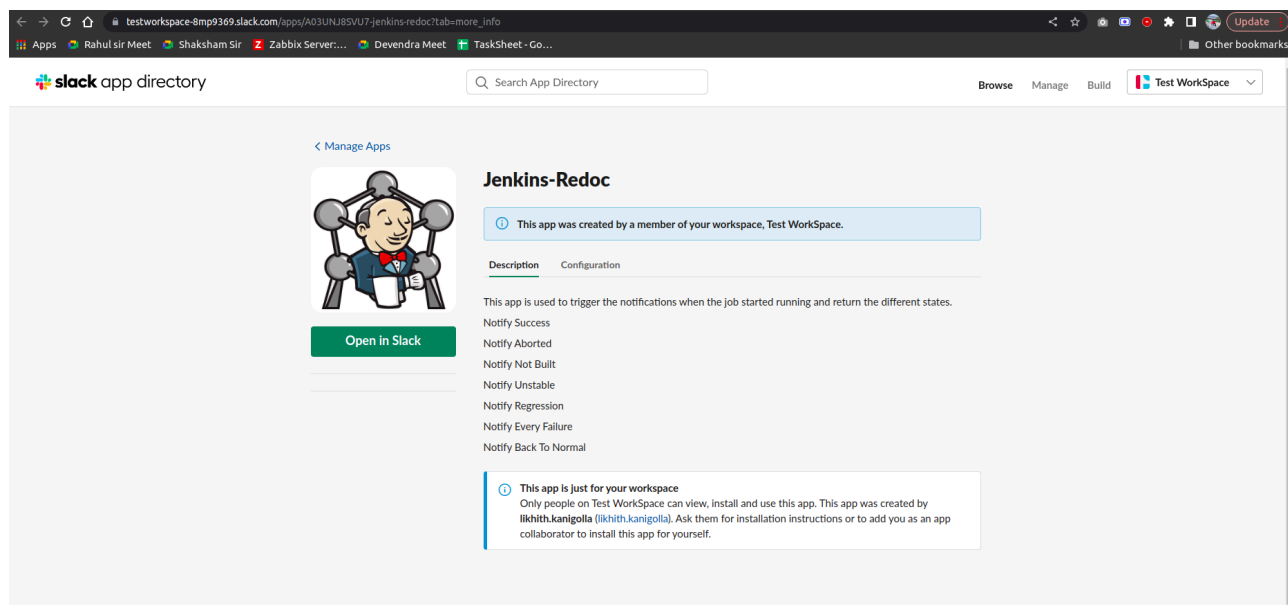 testworkspace-8mp9369.slack.com/apps/A03UNJ8SVU7-jenkins-redoc?tab=more_info
Update
Apps Rahul sir Meet Shaksham Sir Z Zabbix Server:... Devendra Meet TaskSheet - Go... Other bookmarks
slack app directory
Search App Directory
Browse Manage Build Test WorkSpace
Manage Apps
Jenkins-Redoc
This app was created by a member of your workspace, Test WorkSpace.
Description Configuration
This app is used to trigger the notifications when the job started running and return the different states.
Notify Success
Open in Slack
Notify Aborted
Notify Not Built
Notify Unstable
Notify Regression
Notify Every Failure
Notify Back To Normal
This app is just for your workspace
Only people on Test WorkSpace can view, install and use this app. This app was created by
likhith.kanigolla (likhith.kanigolla). Ask them for installation instructions or to add you as an app
collaborator to install this app for yourself.